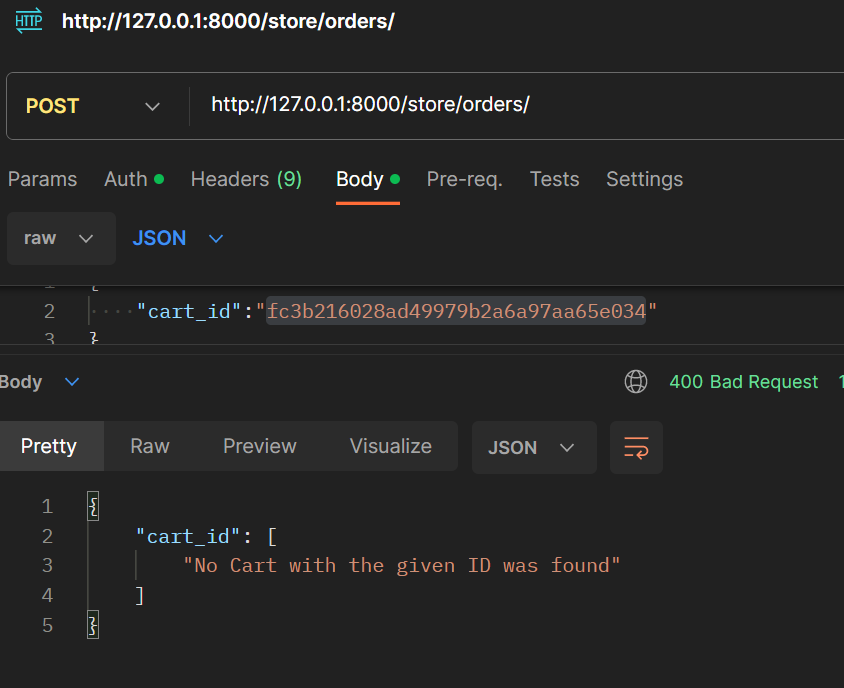 HTTP http://127.0.0.1:8000/store/orders/
POST http://127.0.0.1:8000/store/orders/
Params Auth Headers (9) Body Pre-req. Tests Settings
raw JSON
2 "cart_id":"fc3b216028ad49979b2a6a97aa65e034"
3 }
Body 400 Bad Request
Pretty Raw Preview Visualize JSON
1 {
2 "cart_id": [
3 "No Cart with the given ID was found"
4 ]
5 }